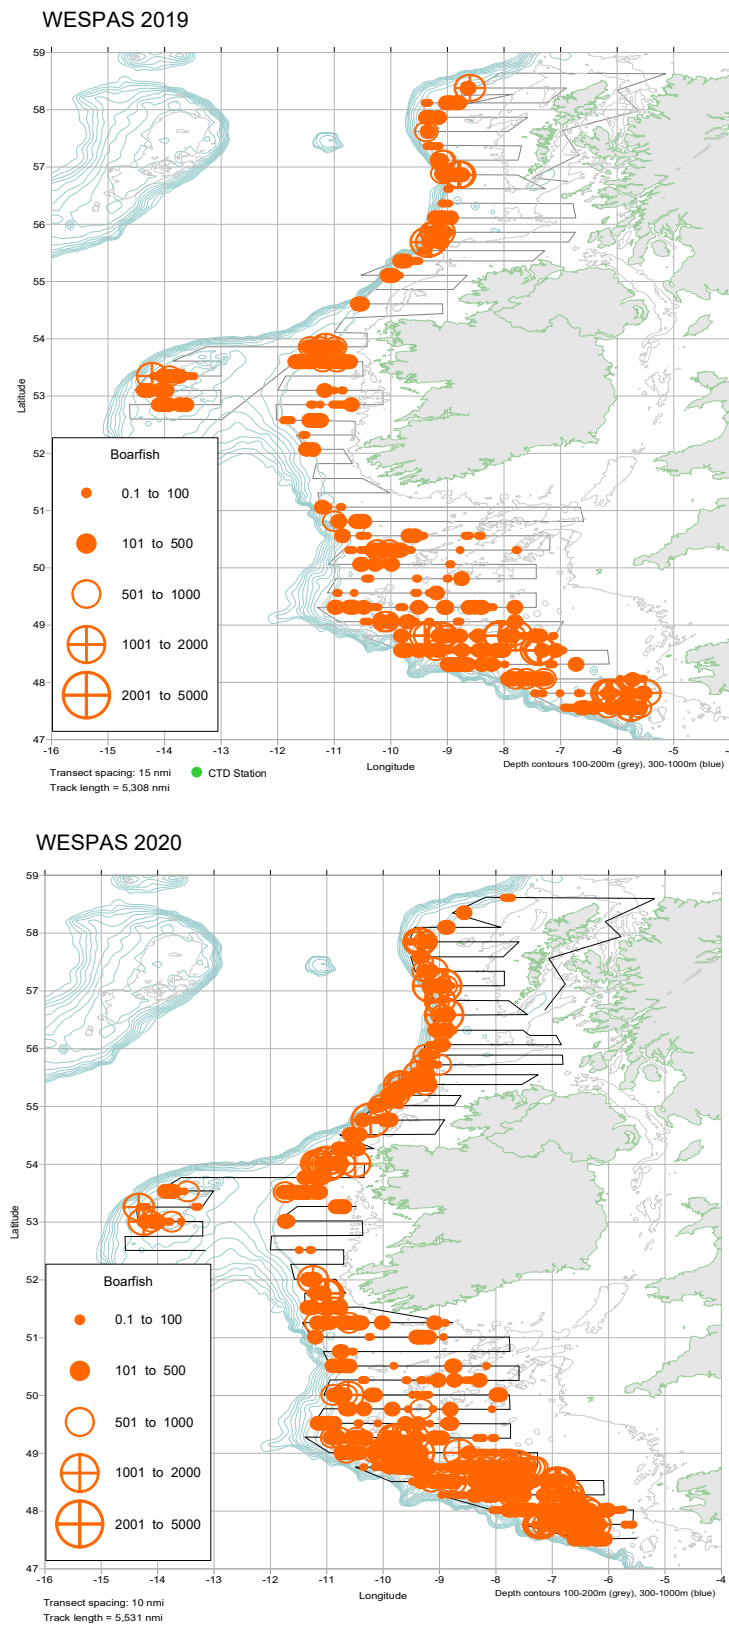 WESPAS 2019
59
58
57
56
55
54
53
52
51
50
49
48
47
Latitude
Boarfish
0.1 to 100
101 to 500
501 to 1000
1001 to 2000
2001 to 5000
-16 -15 -14 -13 -12 -11 -10 -9 -8 -7 -6 -5 -4
Longitude
Depth contours 100-200m (grey), 300-1000m (blue)
Transect spacing: 15 nmi
CTD Station
Track length = 5,308 nmi
WESPAS 2020
59
58
57
56
55
54
53
52
51
50
49
48
47
Latitude
Boarfish
0.1 to 100
101 to 500
501 to 1000
1001 to 2000
2001 to 5000
-16 -15 -14 -13 -12 -11 -10 -9 -8 -7 -6 -5 -4
Longitude
Depth contours 100-200m (grey), 300-1000m (blue)
Transect spacing: 10 nmi
Track length = 5,531 nmi